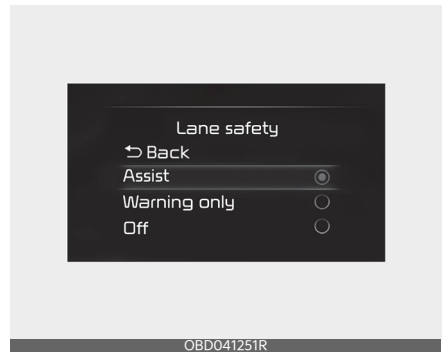 Lane safety
Back
Assist
Warning only
Off
OBD041251R